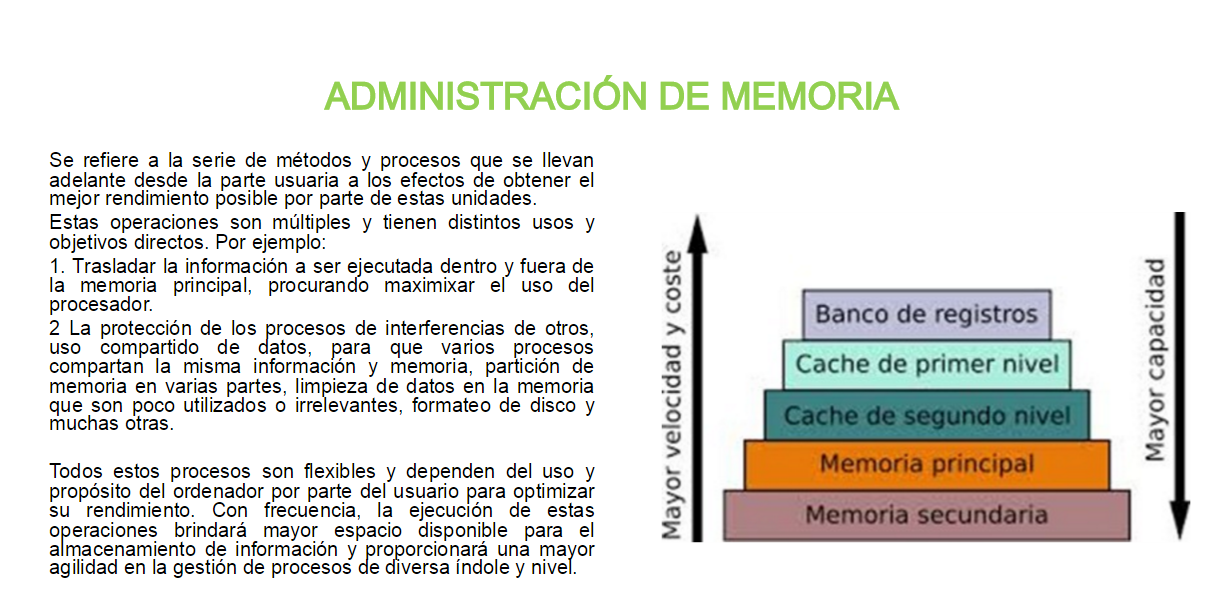 ADMINISTRACIÓN DE MEMORIA
Se refiere a la serie de métodos y procesos que se llevan
adelante desde la parte usuaria a los efectos de obtener el
mejor rendimiento posible por parte de estas unidades.
Estas operaciones son múltiples y tienen distintos usos y
objetivos directos. Por ejemplo:
1. Trasladar la información a ser ejecutada dentro y fuera de
la memoria principal, procurando maximixar el uso del
procesador.
2 La protección de los procesos de interferencias de otros,
uso compartido de datos, para que varios procesos
compartan la misma información y memoria, partición de
memoria en varias partes, limpieza de datos en la memoria
que son poco utilizados o irrelevantes, formateo de disco y
muchas otras.
Todos estos procesos son flexibles y dependen del uso y
propósito del ordenador por parte del usuario para optimizar
su rendimiento. Con frecuencia, la ejecución de estas
operaciones brindará mayor espacio disponible para el
almacenamiento de información y proporcionará una mayor
agilidad en la gestión de procesos de diversa índole y nivel.
Mayor velocidad y coste
Banco de registros
Cache de primer nivel
Cache de segundo nivel
Memoria principal
Memoria secundaria
Mayor capacidad